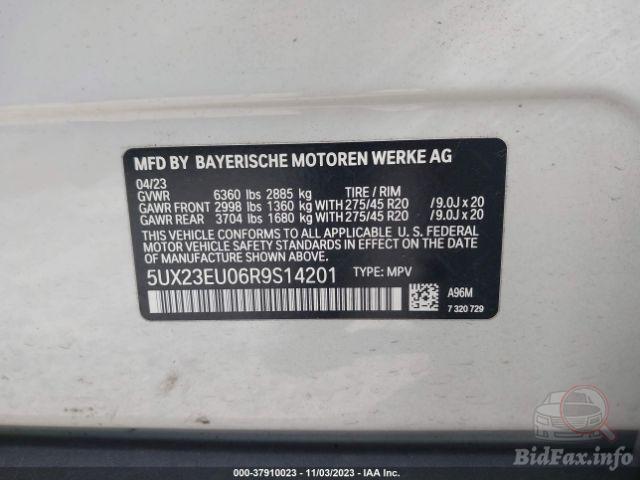 MFD BY BAYERISCHE MOTOREN WERKE AG
04/23
GVWR 6360 lbs 2885 kg TIRE / RIM
GAWR FRONT 2998 lbs 1360 kg WITH 275/45 R20 /9.0J x 20
GAWR REAR 3704 lbs 1680 kg WITH 275/45 R20 /9.0J x 20
THIS VEHICLE CONFORMS TO ALL APPLICABLE U. S. FEDERAL
MOTOR VEHICLE SAFETY STANDARDS IN EFFECT ON THE DATE
OF MANUFACTURE SHOWN ABOVE.
5UX23EU06R9S14201 TYPE: MPV
A96M
7 320 729
BidFax.info
000-37910023 - 11/03/2023 - IAA Inc.